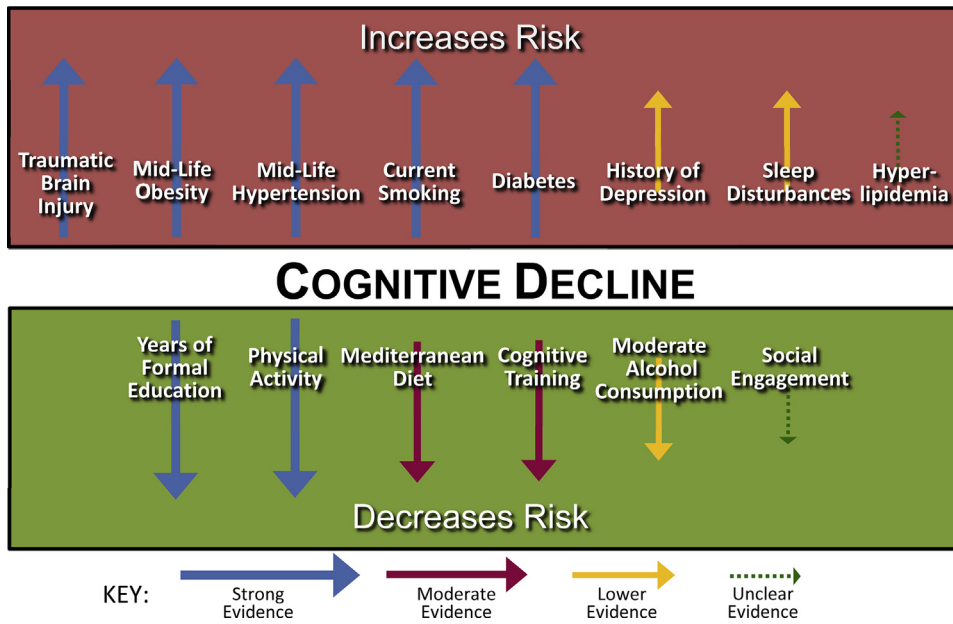 Increases Risk
Traumatic
Brain
Injury
Mid-Life
Obesity
Mid-Life
Hypertension
Current
Smoking
Diabetes
History of
Depression
Sleep
Disturbances
Hyper-
lipidemia
COGNITIVE DECLINE
Years of
Formal
Education
Physical
Activity
Mediterranean
Diet
Cognitive
Training
Moderate
Alcohol
Consumption
Social
Engagement
Decreases Risk
KEY:
Strong
Evidence
Moderate
Evidence
Lower
Evidence
Unclear
Evidence